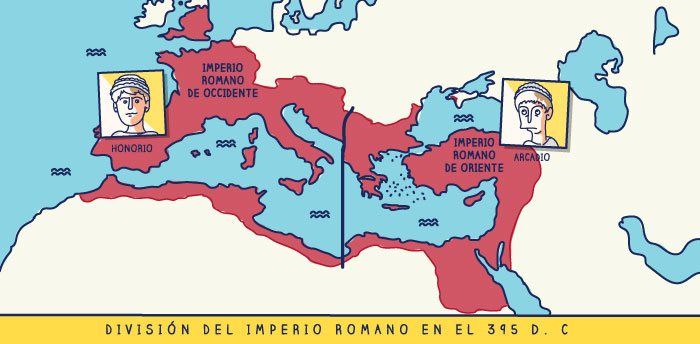 IMPERIO
ROMANO
DE OCCIDENTE
HONORIO
IMPERIO
ROMANO
DE ORIENTE
ARCADIO
DIVISIÓN DEL IMPERIO ROMANO EN EL 395 D. C